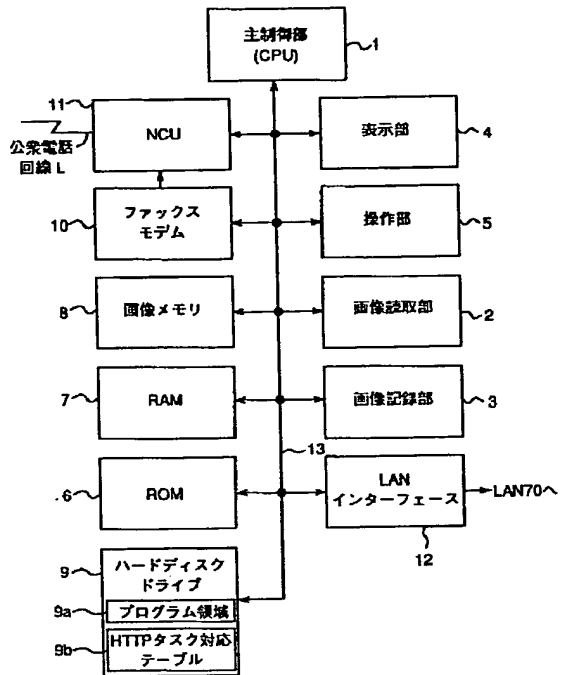 主制御部
(CPU)
1
11
NCU
公衆電話
回線 L
表示部
4
ファックス
モデム
10
操作部
5
画像メモリ
8
画像読取部
2
RAM
7
画像記録部
3
13
ROM
6
LAN
インターフェース
LAN70へ
12
9
ハードディスク
ドライブ
9a
プログラム領域
9b
HTTPタスク対応
テーブル